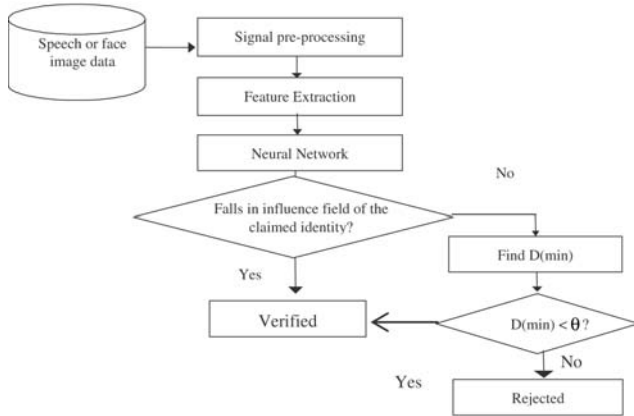 Speech or face
image data
Signal pre-processing
Feature Extraction
Neural Network
No
Falls in influence field of the
claimed identity?
Find D(min)
Yes
Verified
D(min) < θ ?
No
Yes
Rejected